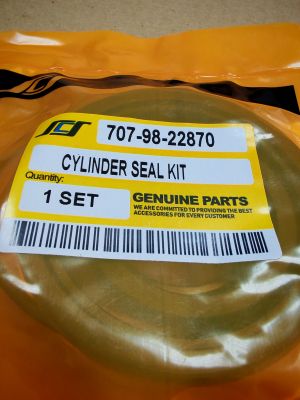 SCS
707-98-22870
CYLINDER SEAL KIT
Quantity:
1 SET
GENUINE PARTS
WE ARE COMMITTED TO PROVIDING THE BEST
ACCESSORIES FOR EVERY CUSTOMER